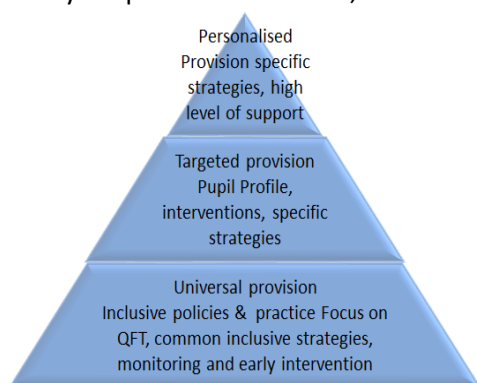 Personalised
Provision specific
strategies, high
level of support
Targeted provision
Pupil Profile,
interventions, specific
strategies
Universal provision
Inclusive policies & practice Focus on
QFT, common inclusive strategies,
monitoring and early intervention